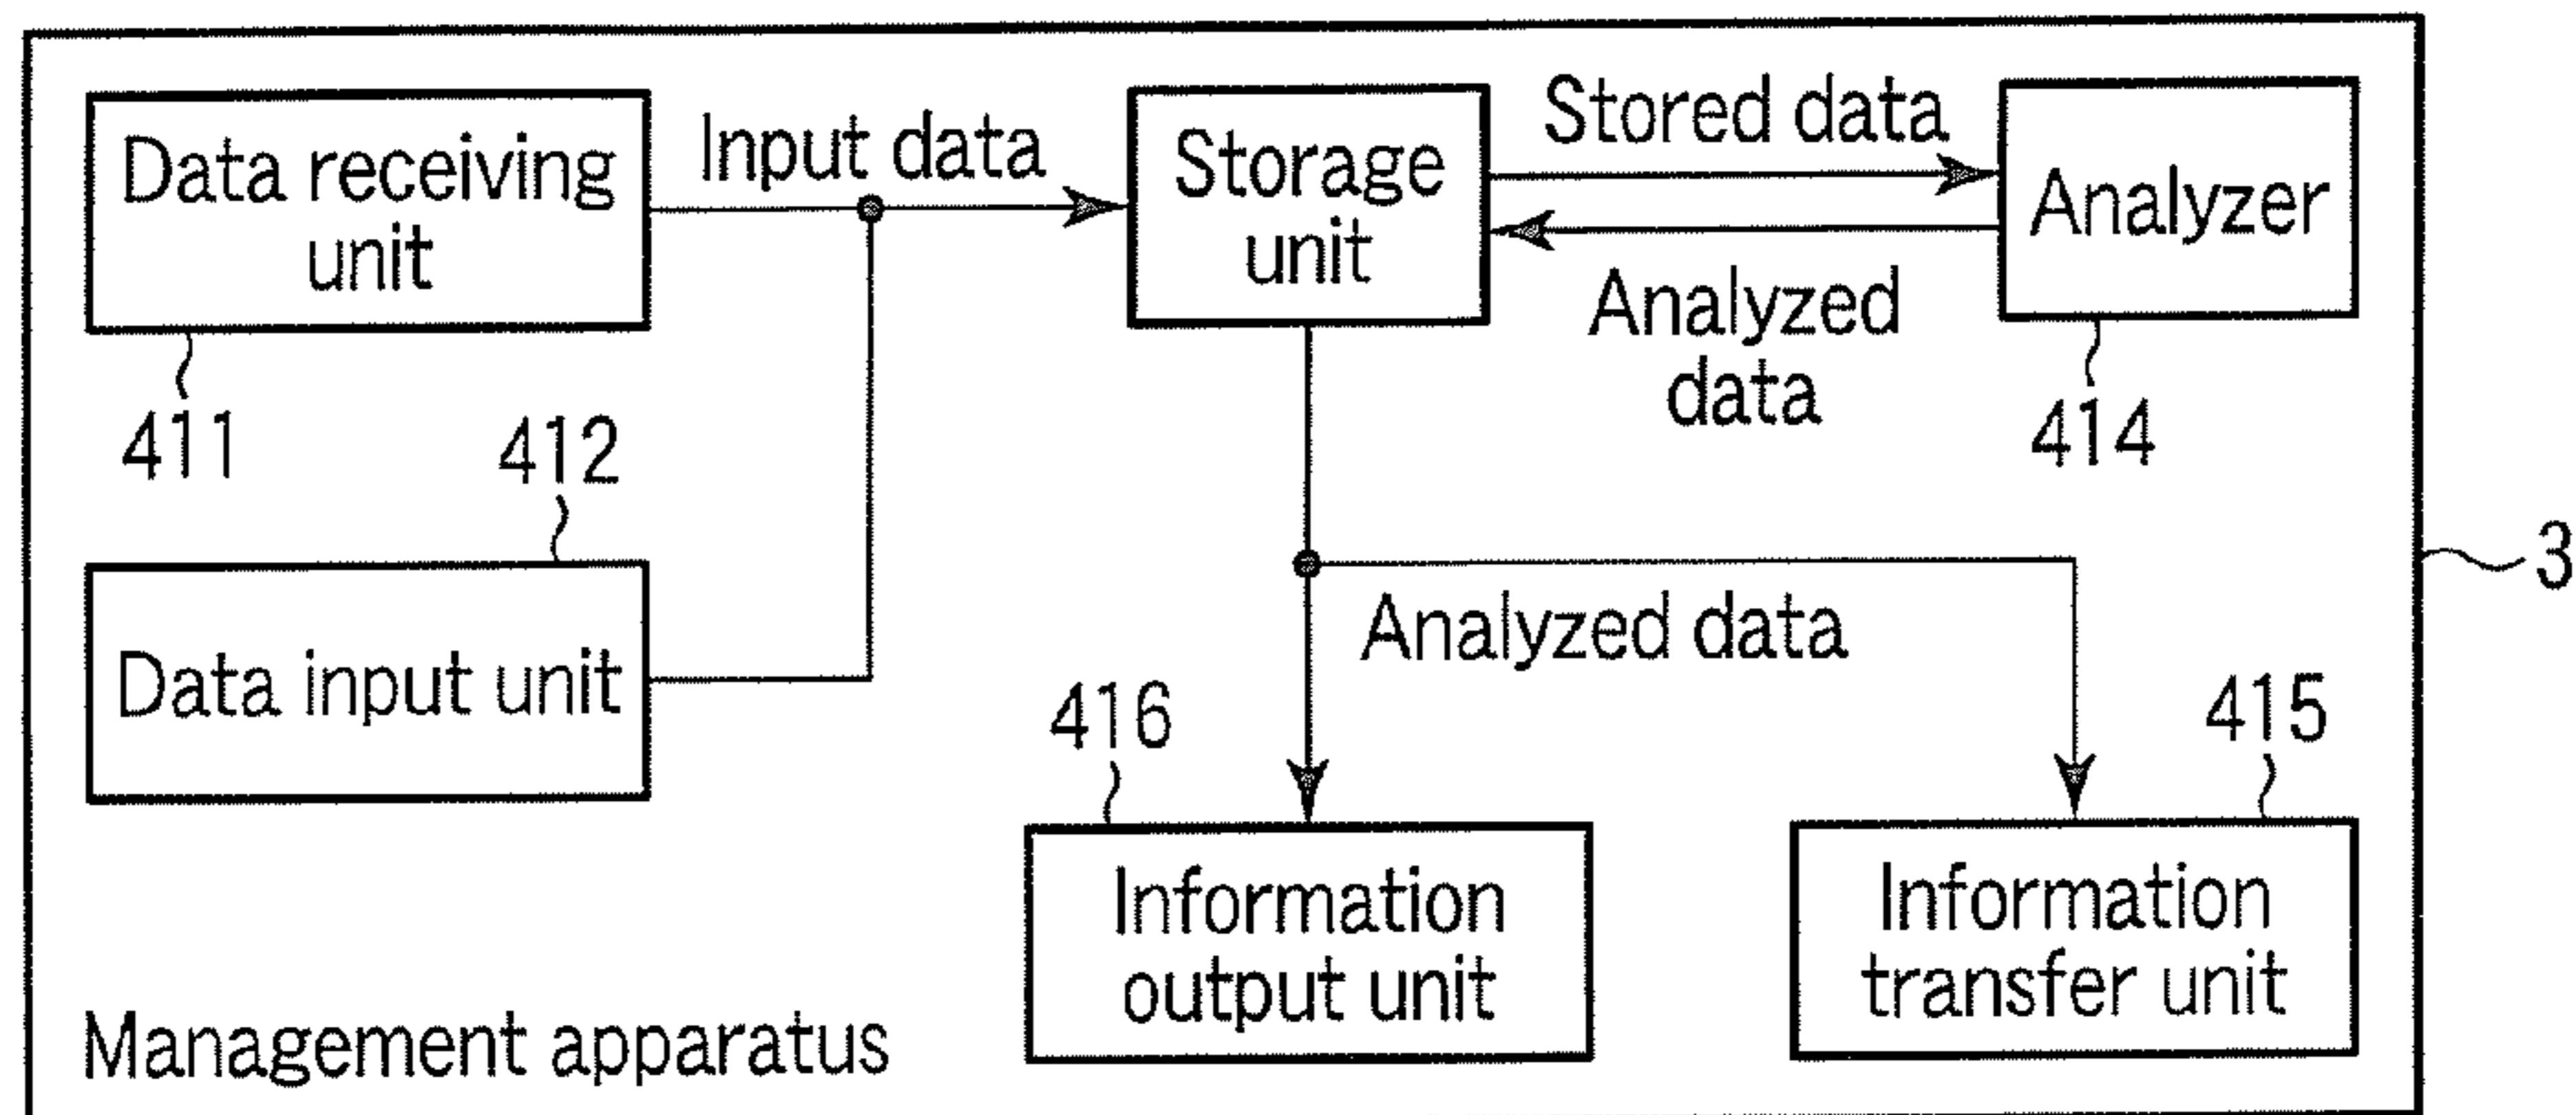 Data receiving
unit
411
412
Data input unit
Input data
Storage
unit
Stored data
Analyzed
data
Analyzer
414
3
Analyzed data
416
Information
output unit
415
Information
transfer unit
Management apparatus